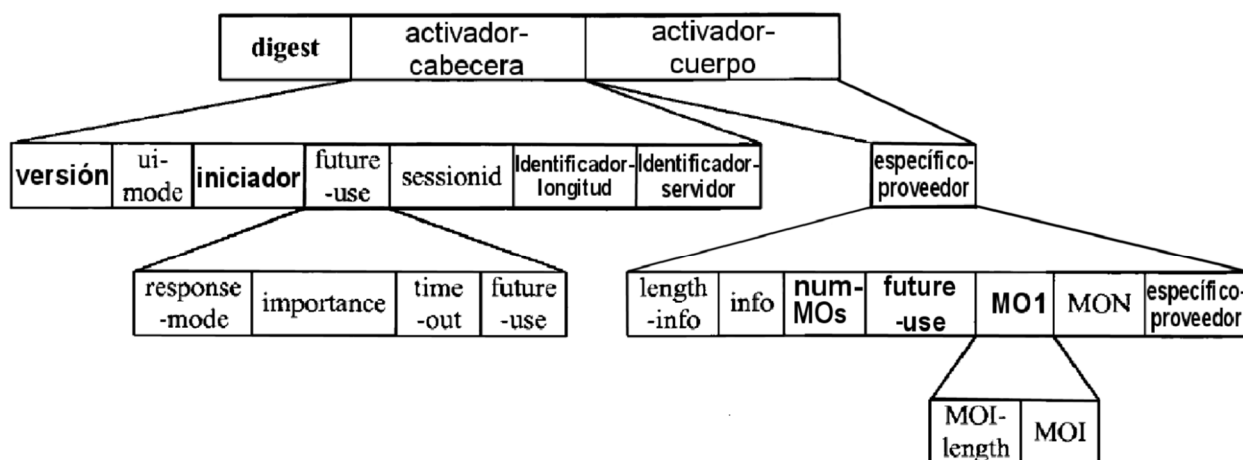 digest
activador-
cabecera
activador-
cuerpo
versión
ui-
mode
iniciador
future
-use
sessionid
Identificador-
longitud
Identificador-
servidor
específico-
proveedor
response
-mode
importance
time
-out
future
-use
length
-info
info
num-
MOs
future
-use
MO1
MON
específico-
proveedor
MOI-
length
MOI